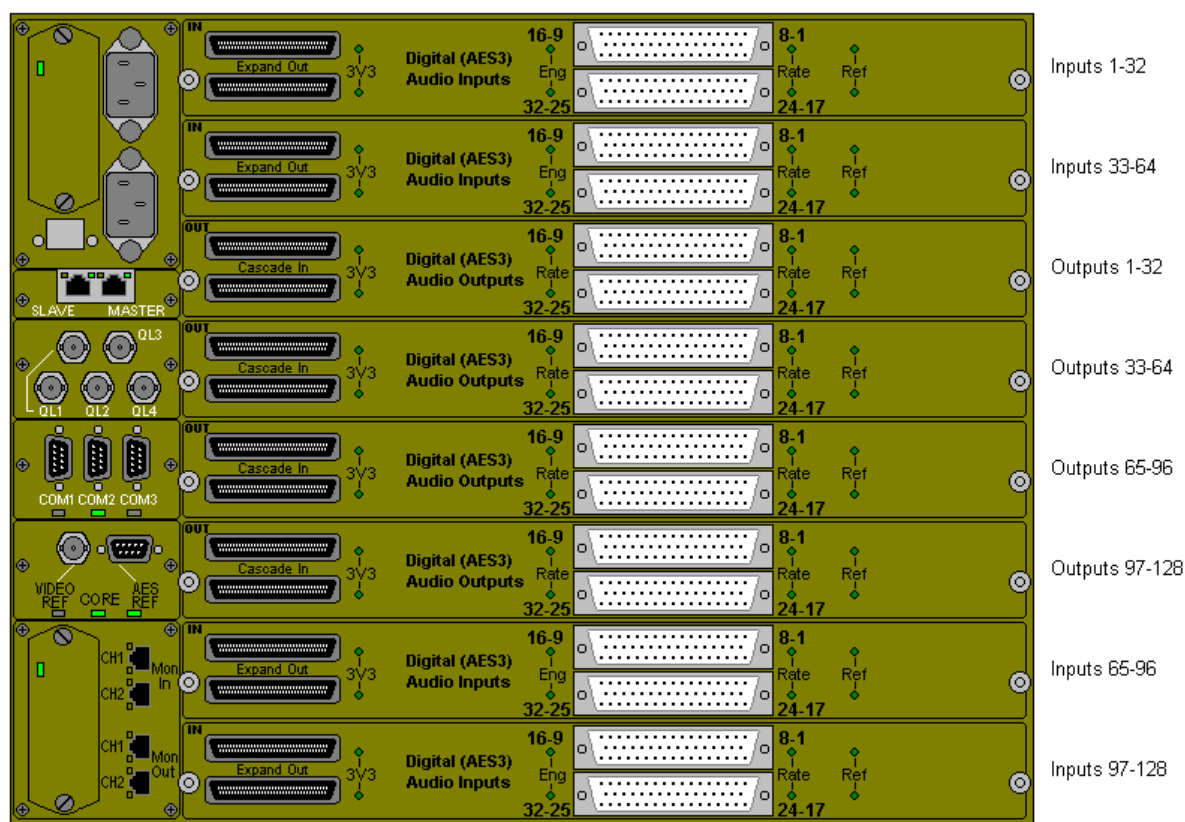 IN
Expand Out
3V3
Digital (AES3)
Audio Inputs
16-9
Eng
32-25
8-1
Rate
24-17
Ref
Inputs 1-32
IN
Expand Out
3V3
Digital (AES3)
Audio Inputs
16-9
Eng
32-25
8-1
Rate
24-17
Ref
Inputs 33-64
OUT
Cascade In
3V3
Digital (AES3)
Audio Outputs
16-9
Rate
32-25
8-1
Rate
24-17
Ref
Outputs 1-32
SLAVE
MASTER
OUT
Cascade In
3V3
Digital (AES3)
Audio Outputs
16-9
Rate
32-25
8-1
Rate
24-17
Ref
Outputs 33-64
QL3
QL1
QL2
QL4
OUT
Cascade In
3V3
Digital (AES3)
Audio Outputs
16-9
Rate
32-25
8-1
Rate
24-17
Ref
Outputs 65-96
COM1 COM2 COM3
OUT
Cascade In
3V3
Digital (AES3)
Audio Outputs
16-9
Rate
32-25
8-1
Rate
24-17
Ref
Outputs 97-128
VIDEO
REF
CORE
AES
REF
IN
Expand Out
3V3
Digital (AES3)
Audio Inputs
16-9
Eng
32-25
8-1
Rate
24-17
Ref
Inputs 65-96
CH1
Mon
In
CH2
IN
Expand Out
3V3
Digital (AES3)
Audio Inputs
16-9
Eng
32-25
8-1
Rate
24-17
Ref
Inputs 97-128
CH1
Mon
Out
CH2